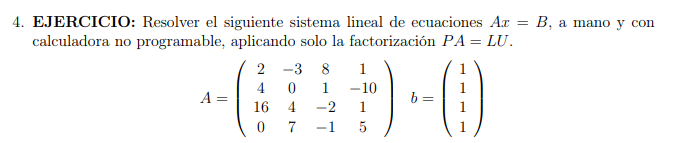 4. EJERCICIO: Resolver el siguiente sistema lineal de ecuaciones Ax = B, a mano y con
calculadora no programable, aplicando solo la factorización PA = LU.
2 −3 8 1 1
4 0 1 −10 1
A = b =
16 4 −2 1 1
0 7 −1 5 1